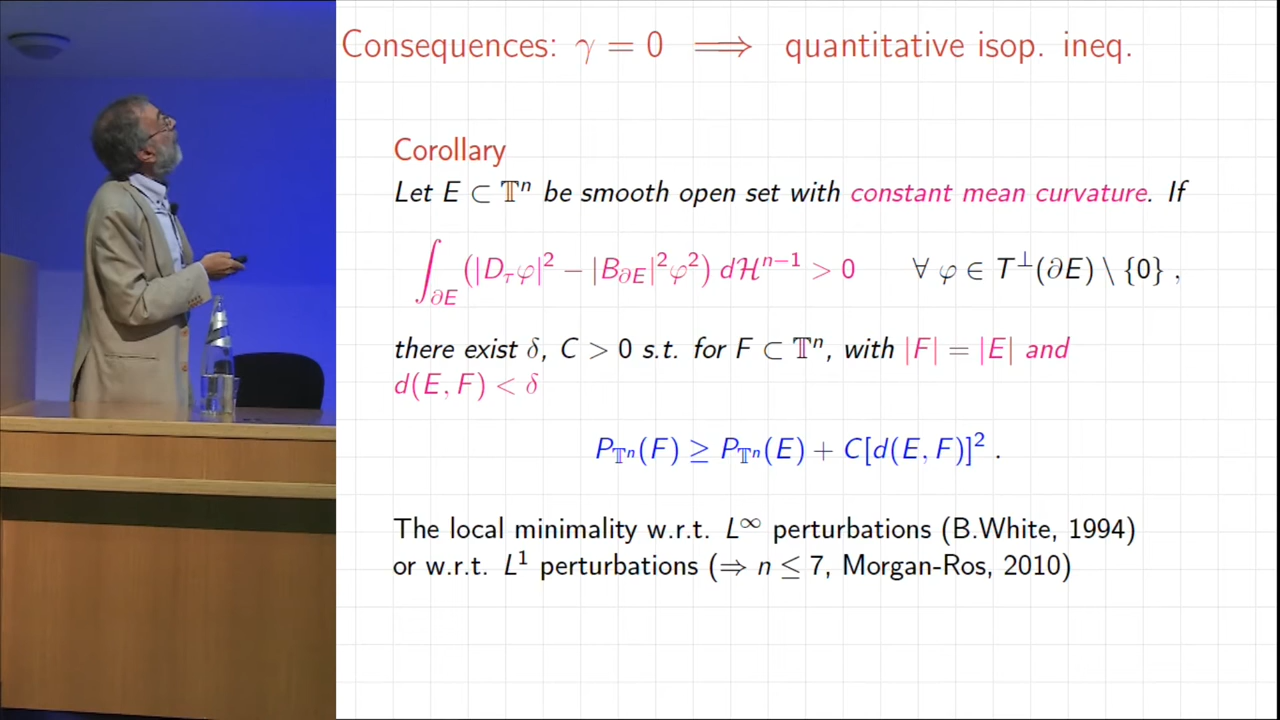 Consequences: γ = 0 ⟹ quantitative isop. ineq.
Corollary
Let E ⊂ 𝕋ⁿ be smooth open set with constant mean curvature. If
∫_{∂E} (|D_τφ|² − |B_{∂E}|²φ²) dℋⁿ⁻¹ > 0 ∀ φ ∈ T^⊥(∂E) \ {0} ,
there exist δ, C > 0 s.t. for F ⊂ 𝕋ⁿ, with |F| = |E| and
d(E, F) < δ
P_{𝕋ⁿ}(F) ≥ P_{𝕋ⁿ}(E) + C[d(E, F)]² .
The local minimality w.r.t. L^∞ perturbations (B.White, 1994)
or w.r.t. L¹ perturbations (⇒ n ≤ 7, Morgan-Ros, 2010)